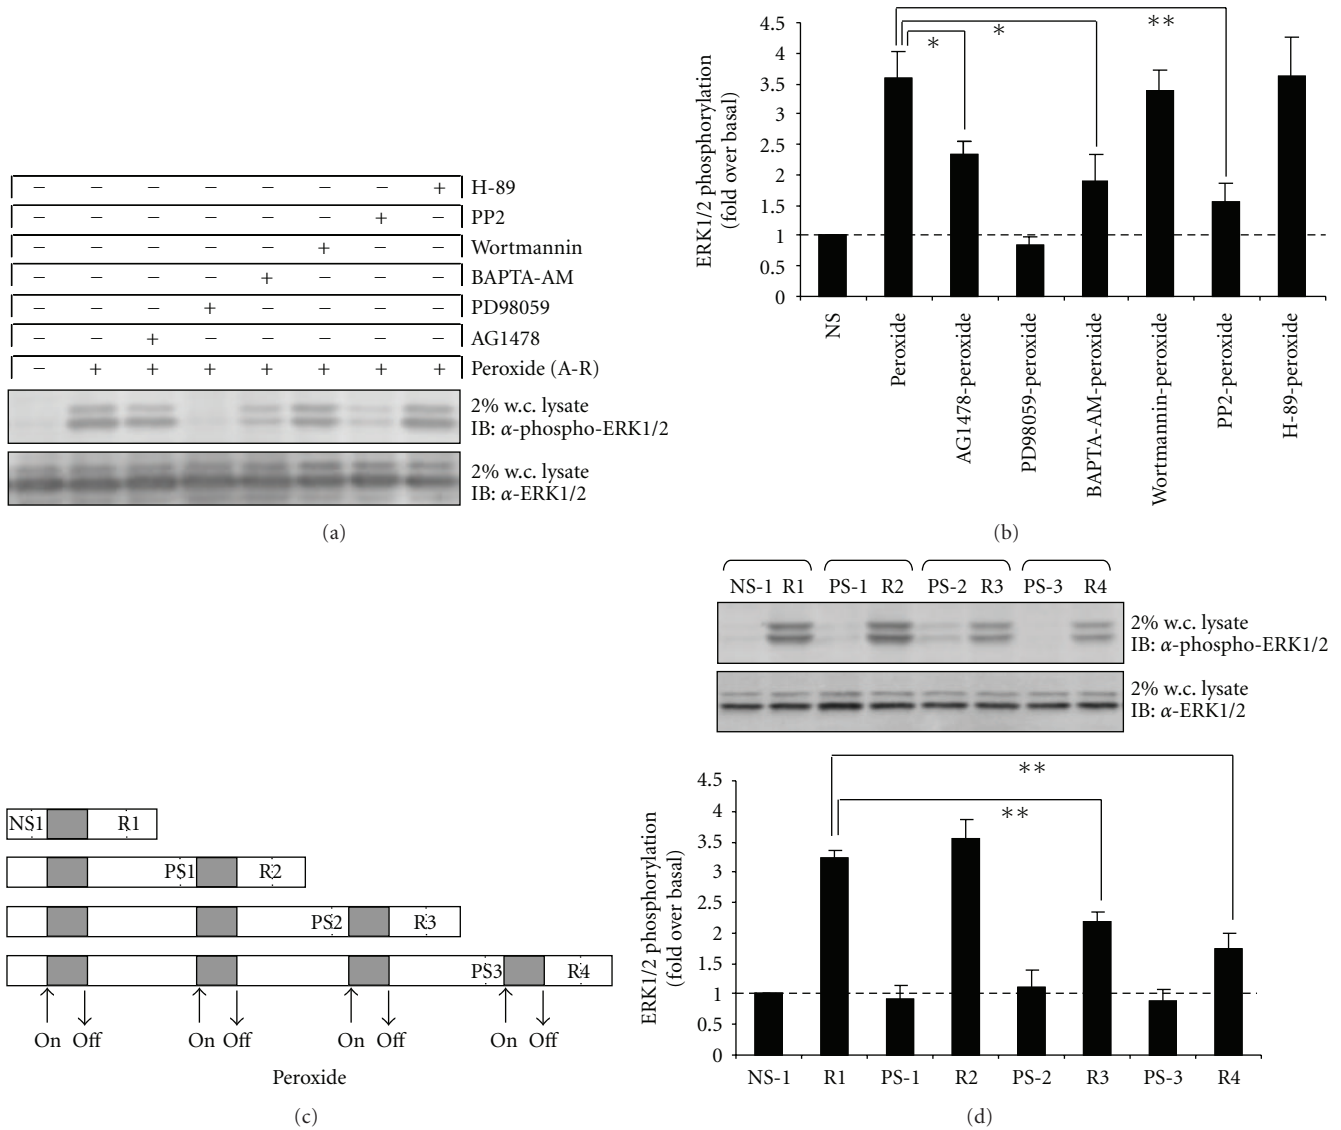 − − − − − − − + H-89
− − − − − − + − PP2
− − − − − + − − Wortmannin
− − − − + − − − BAPTA-AM
− − − + − − − − PD98059
− − + − − − − − AG1478
− + + + + + + + Peroxide (A-R)
2% w.c. lysate
IB: α-phospho-ERK1/2
2% w.c. lysate
IB: α-ERK1/2
(a)
ERK1/2 phosphorylation
(fold over basal)
4.5
4
3.5
3
2.5
2
1.5
1
0.5
0
*
*
**
NS
Peroxide
AG1478-peroxide
PD98059-peroxide
BAPTA-AM-peroxide
Wortmannin-peroxide
PP2-peroxide
H-89-peroxide
(b)
NS1 R1
PS1 R2
PS2 R3
PS3 R4
On Off On Off On Off On Off
Peroxide
(c)
NS-1 R1 PS-1 R2 PS-2 R3 PS-3 R4
2% w.c. lysate
IB: α-phospho-ERK1/2
2% w.c. lysate
IB: α-ERK1/2
ERK1/2 phosphorylation
(fold over basal)
4.5
4
3.5
3
2.5
2
1.5
1
0.5
0
**
**
NS-1 R1 PS-1 R2 PS-2 R3 PS-3 R4
(d)